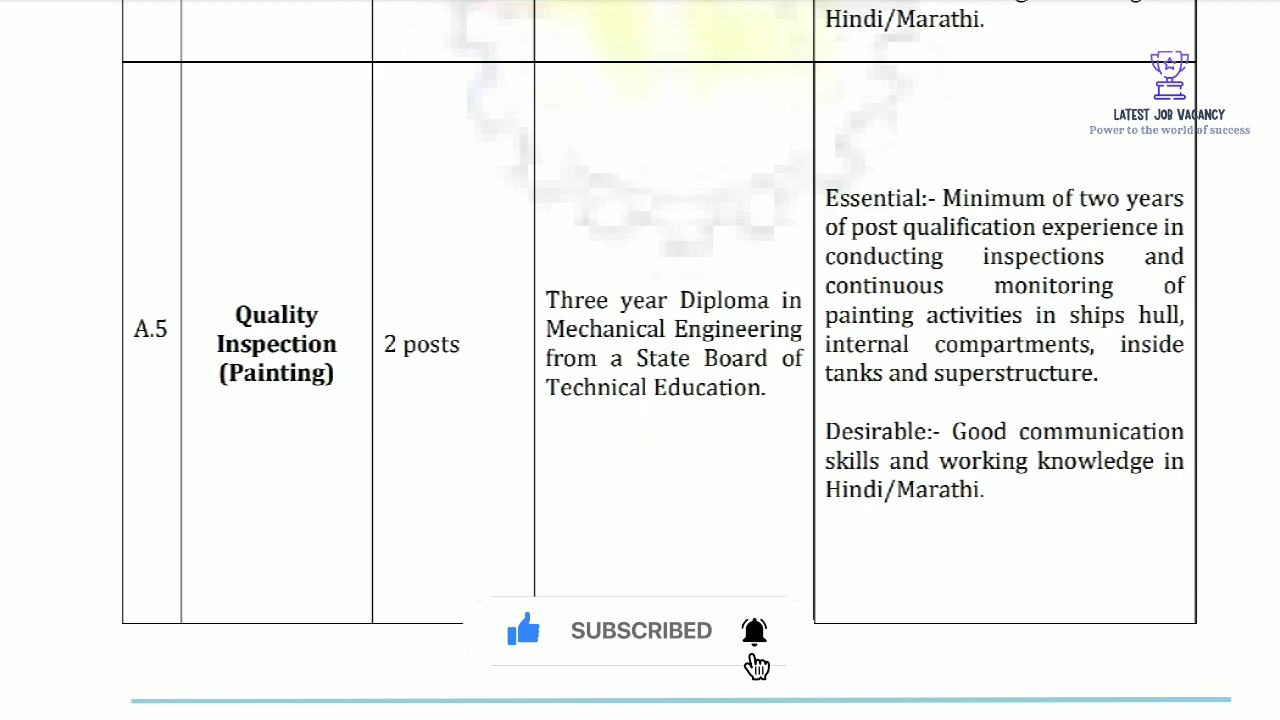 Hindi/Marathi.
LATEST JOB VACANCY
Power to the world of success
A.5
Quality
Inspection
(Painting)
2 posts
Three year Diploma in
Mechanical Engineering
from a State Board of
Technical Education.
Essential:- Minimum of two years
of post qualification experience in
conducting inspections and
continuous monitoring of
painting activities in ships hull,
internal compartments, inside
tanks and superstructure.
Desirable:- Good communication
skills and working knowledge in
Hindi/Marathi.
SUBSCRIBED